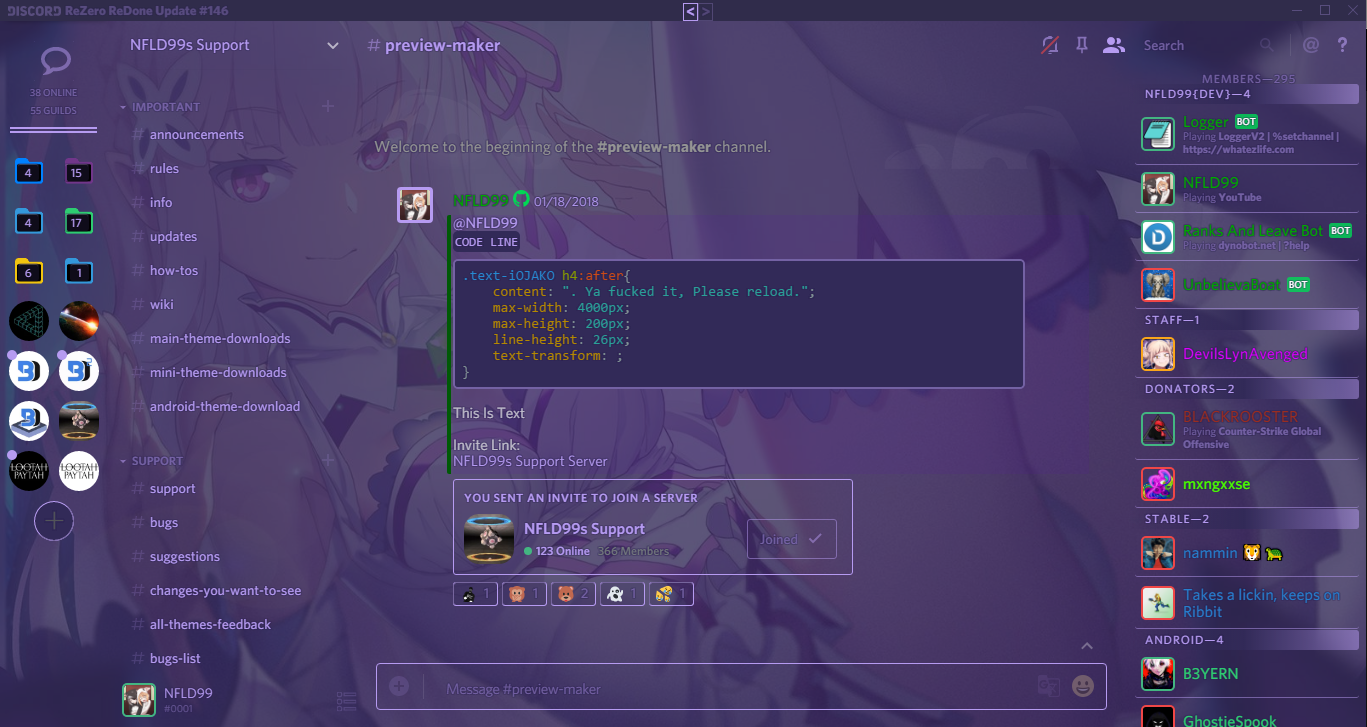 DISCORD ReZero ReDone Update #146
< >
NFLD99s Support
# preview-maker
Search
@ ?
38 ONLINE
55 GUILDS
4
15
4
17
6
1
LOOTAH
PAYTAH
LOOTAH
PAYTAH
IMPORTANT
# announcements
# rules
# info
# updates
# how-tos
# wiki
# main-theme-downloads
# mini-theme-downloads
# android-theme-download
SUPPORT
# support
# bugs
# suggestions
# changes-you-want-to-see
# all-themes-feedback
# bugs-list
NFLD99
#0001
Welcome to the beginning of the #preview-maker channel.
NFLD99 01/18/2018
@NFLD99
CODE LINE
.text-iOJAKO h4:after{
content: ". Ya fucked it, Please reload.";
max-width: 4000px;
max-height: 200px;
line-height: 26px;
text-transform: ;
}
This Is Text
Invite Link:
NFLD99s Support Server
YOU SENT AN INVITE TO JOIN A SERVER
NFLD99s Support
123 Online 366 Members
Joined
1
1
2
1
1
Message #preview-maker
MEMBERS—295
NFLD99{DEV}—4
Logger BOT
Playing LoggerV2 | %setchannel |
https://whatezlife.com
NFLD99
Playing YouTube
Ranks And Leave Bot BOT
Playing dynobot.net | ?help
UnbelievaBoat BOT
STAFF—1
DevilsLynAvenged
DONATORS—2
BLACKROOSTER
Playing Counter-Strike Global
Offensive
mxngxxse
STABLE—2
nammin 🐯🐢
Takes a lickin, keeps on
Ribbit
ANDROID—4
B3YERN
GhostieSpook